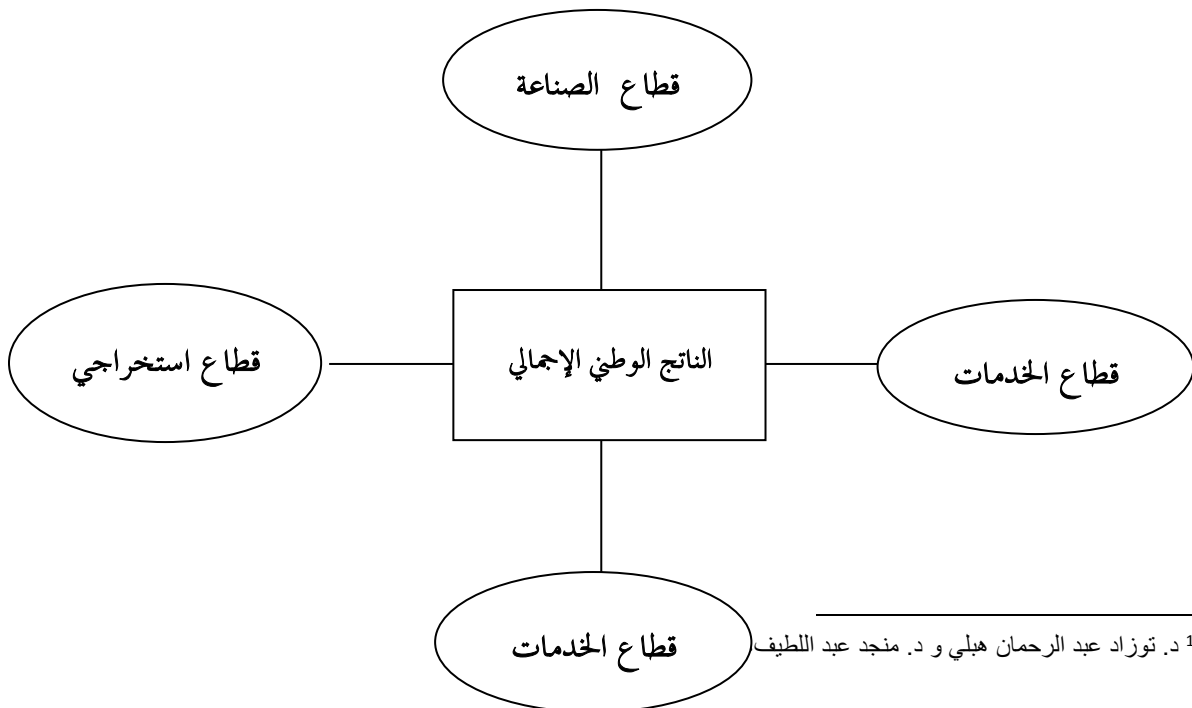 قطاع الصناعة
قطاع الخدمات
الناتج الوطني الإجمالي
قطاع استخراجي
قطاع الخدمات
1 د. توزاد عبد الرحمان هبلي و د. منجد عبد اللطيف